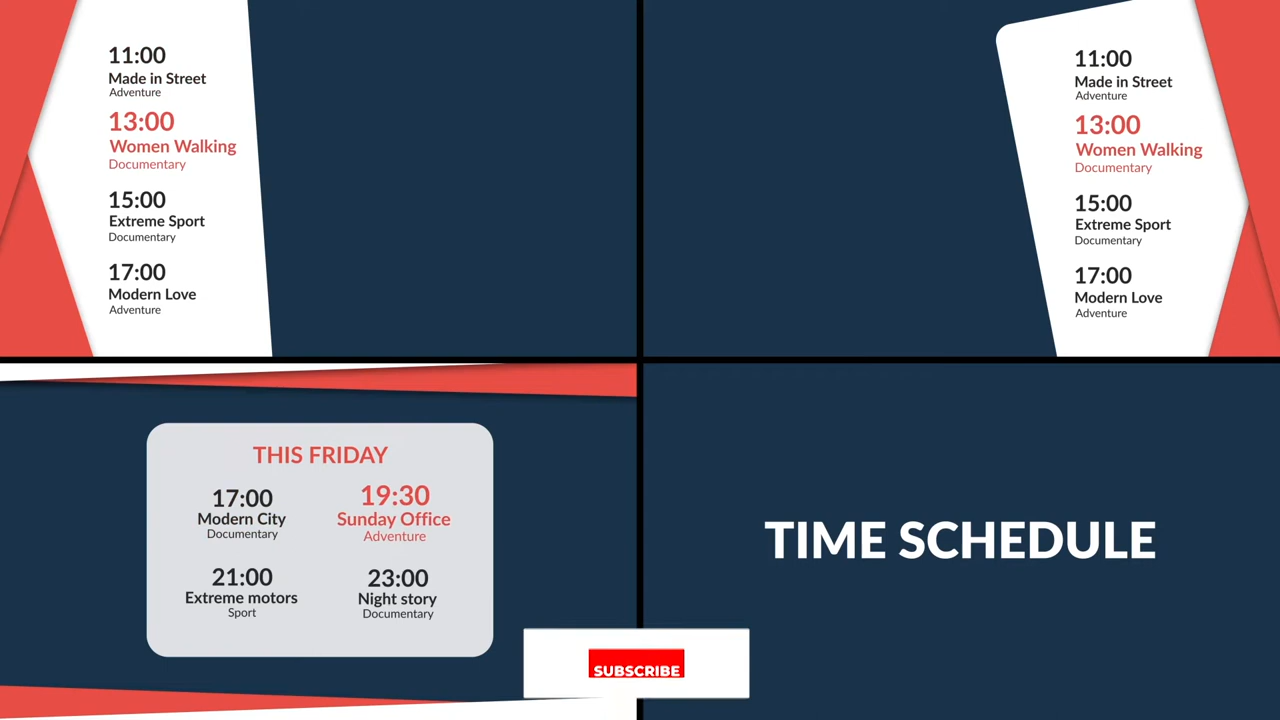 11:00
Made in Street
Adventure
13:00
Women Walking
Documentary
15:00
Extreme Sport
Documentary
17:00
Modern Love
Adventure
11:00
Made in Street
Adventure
13:00
Women Walking
Documentary
15:00
Extreme Sport
Documentary
17:00
Modern Love
Adventure
THIS FRIDAY
17:00
Modern City
Documentary
19:30
Sunday Office
Adventure
21:00
Extreme motors
Sport
23:00
Night story
Documentary
TIME SCHEDULE
SUBSCRIBE